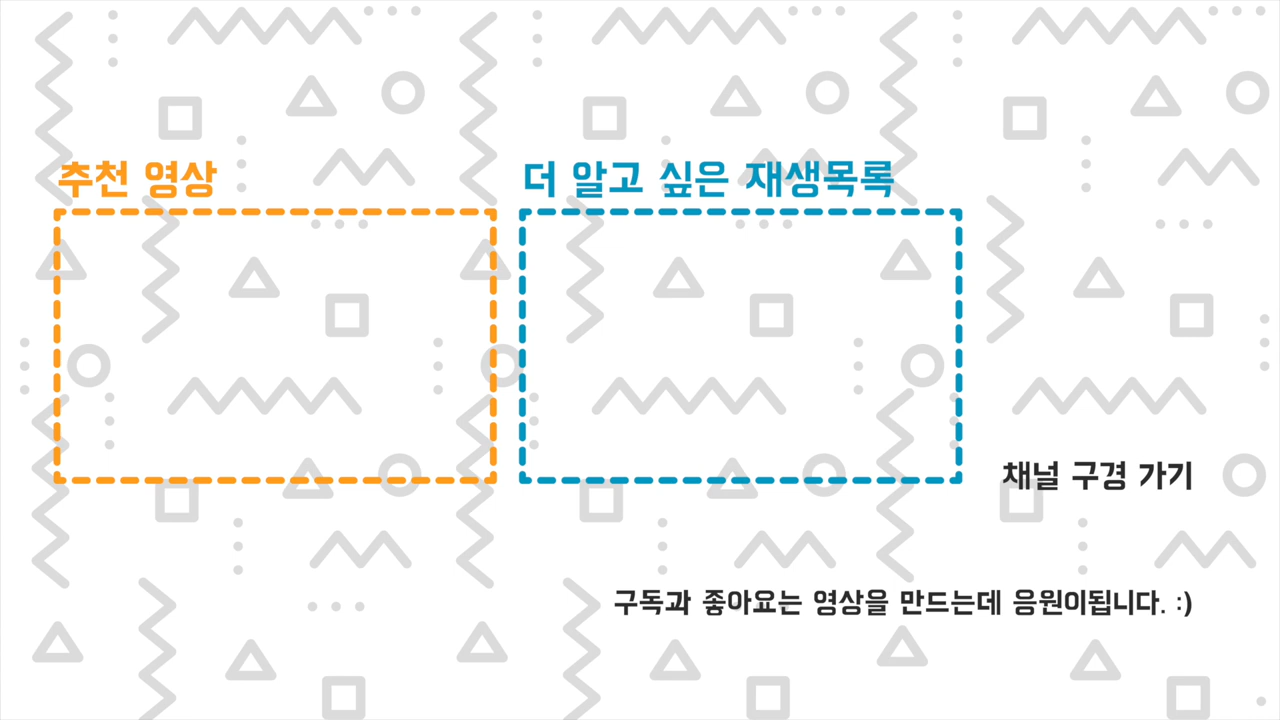 추천 영상
더 알고 싶은 재생목록
채널 구경 가기
구독과 좋아요는 영상을 만드는데 응원이됩니다. :)